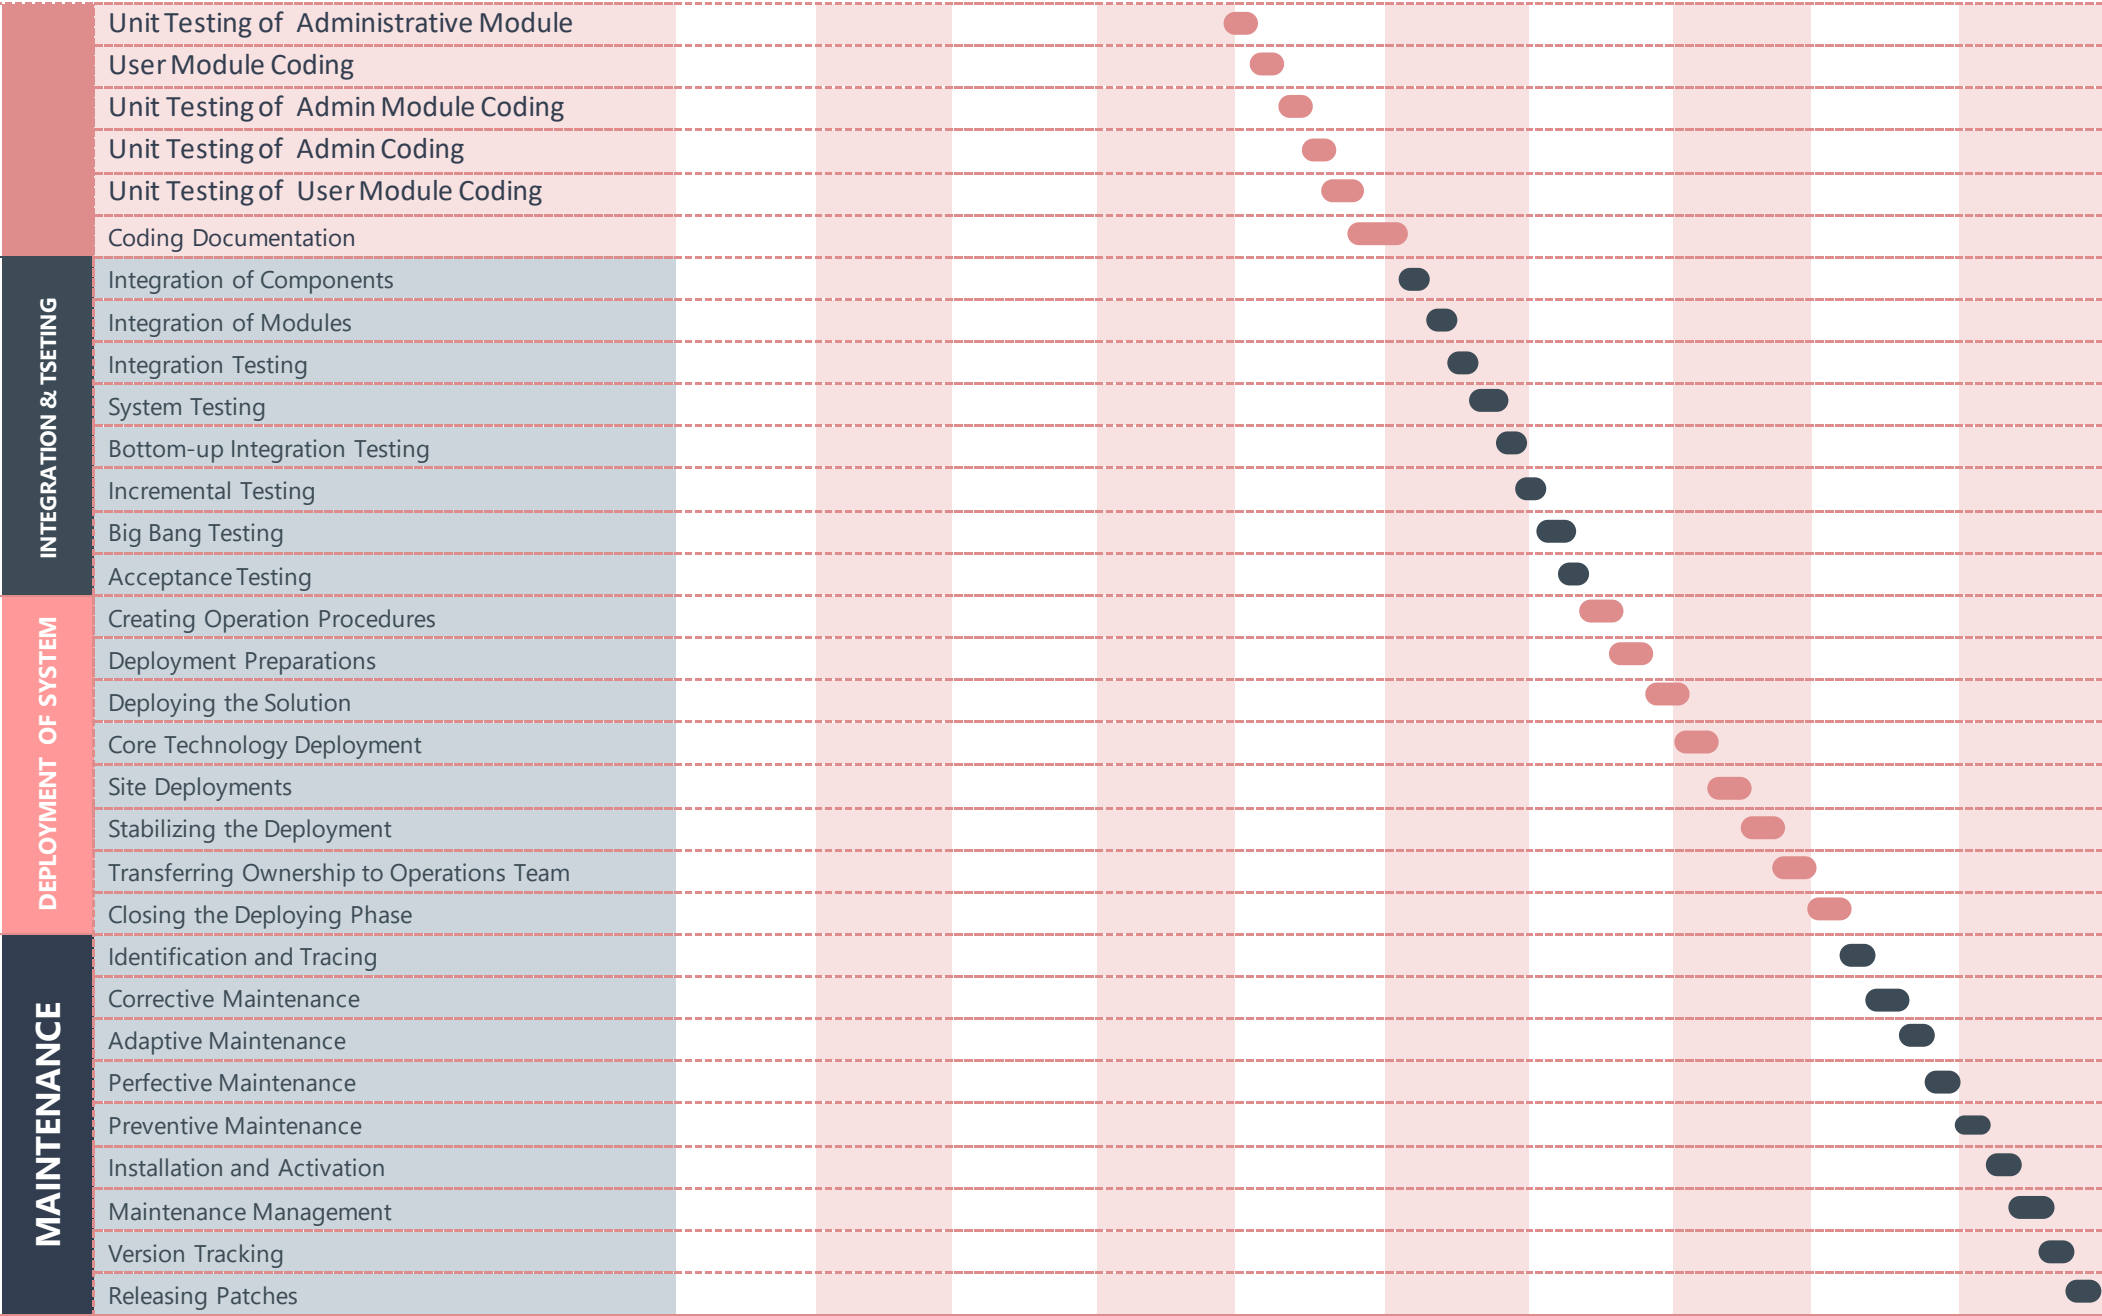 Unit Testing of Administrative Module
User Module Coding
Unit Testing of Admin Module Coding
Unit Testing of Admin Coding
Unit Testing of User Module Coding
Coding Documentation
INTEGRATION & TSETING
Integration of Components
Integration of Modules
Integration Testing
System Testing
Bottom-up Integration Testing
Incremental Testing
Big Bang Testing
Acceptance Testing
DEPLOYMENT OF SYSTEM
Creating Operation Procedures
Deployment Preparations
Deploying the Solution
Core Technology Deployment
Site Deployments
Stabilizing the Deployment
Transferring Ownership to Operations Team
Closing the Deploying Phase
MAINTENANCE
Identification and Tracing
Corrective Maintenance
Adaptive Maintenance
Perfective Maintenance
Preventive Maintenance
Installation and Activation
Maintenance Management
Version Tracking
Releasing Patches